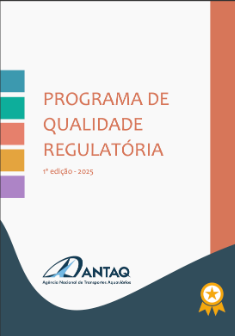 PROGRAMA DE
QUALIDADE
REGULATÓRIA
1ª edição - 2025
ANTAQ
Agência Nacional de Transportes Aquaviários